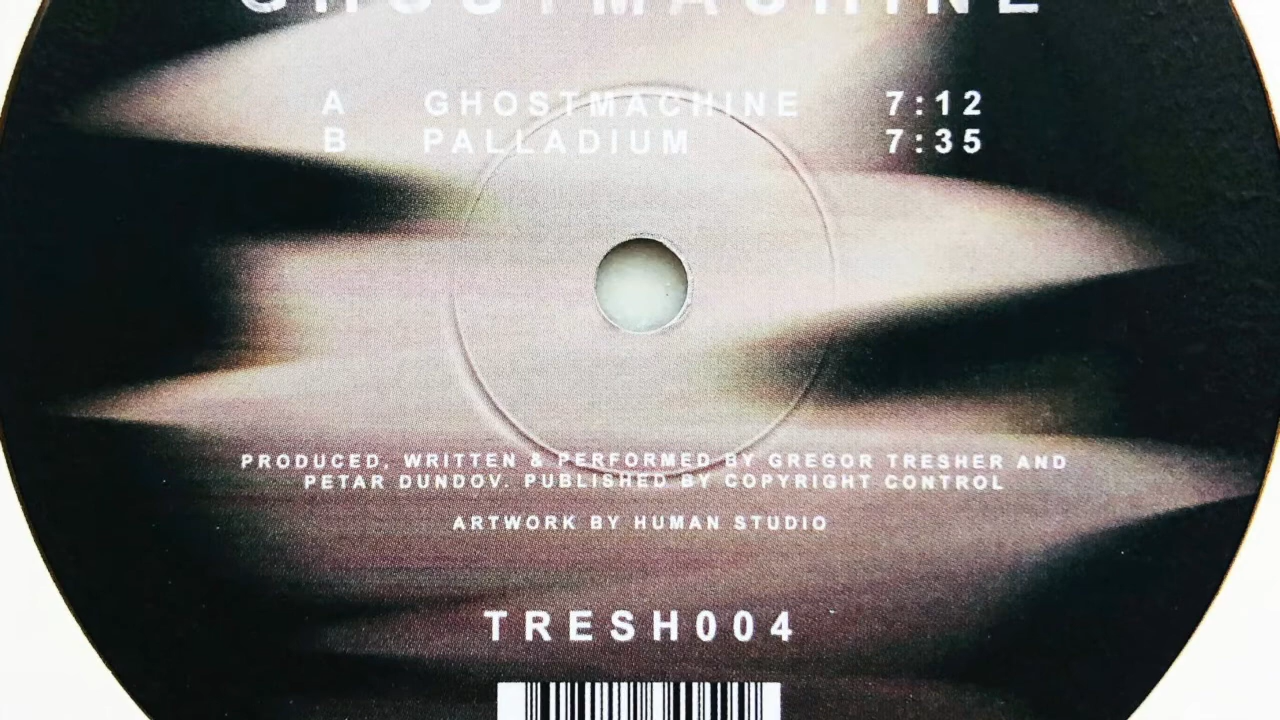 GHOSTMACHINE
A GHOSTMACHINE 7:12
B PALLADIUM 7:35
PRODUCED, WRITTEN & PERFORMED BY GREGOR TRESHER AND
PETAR DUNDOV. PUBLISHED BY COPYRIGHT CONTROL
ARTWORK BY HUMAN STUDIO
TRESH004